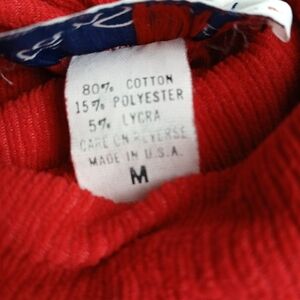 80% COTTON
15% POLYESTER
5% LYCRA
CARE ON REVERSE
MADE IN U.S.A.
M